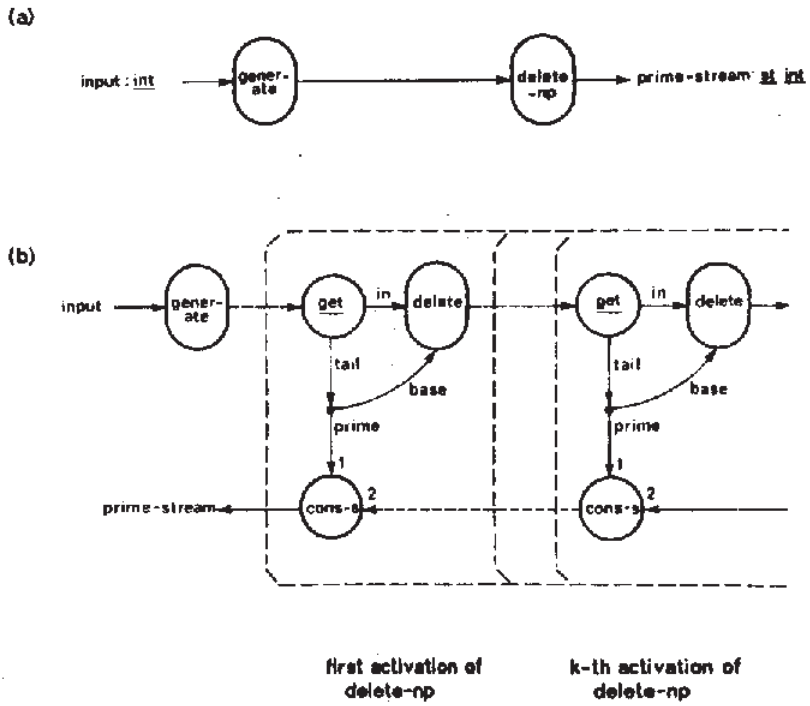 (a)
input : int
gener-
ate
delete
-np
prime-stream: st int
(b)
input
gener-
ate
get
in
delete
tail
base
prime
1
2
cons-s
prime-stream
get
in
delete
tail
base
prime
1
2
cons-s
first activation of
delete-np
k-th activation of
delete-np